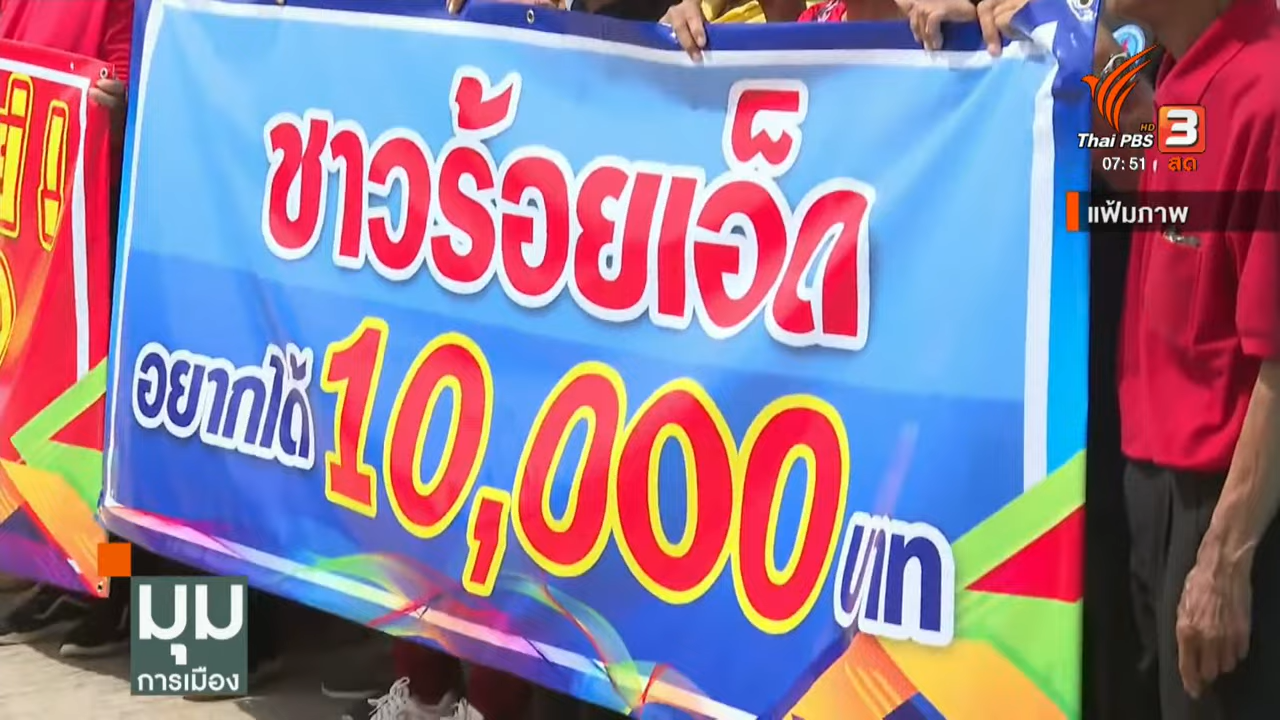 ชาวร้อยเอ็ด
อยากได้ 10,000 บาท
!
Thai PBS HD 3
07:51 สด
แฟ้มภาพ
มุม
การเมือง